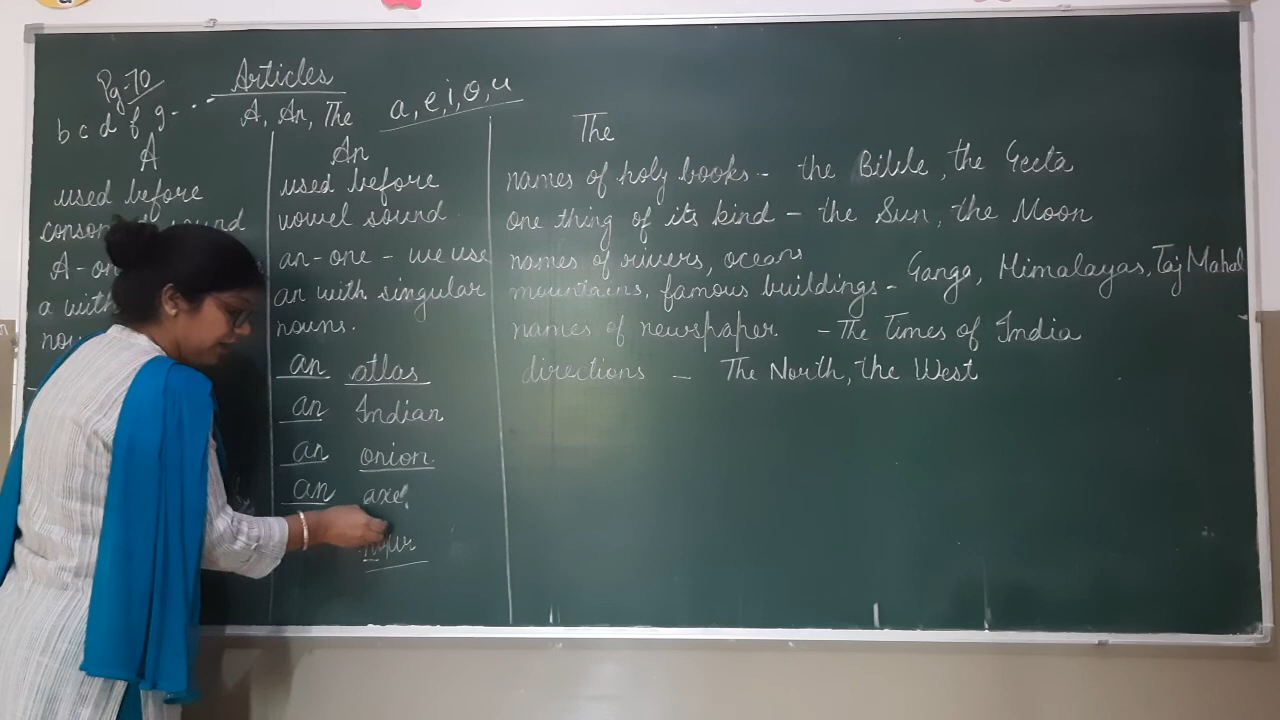 Pg-70
Articles
b c d f g - - -
A, An, The
a, e, i, o, u
A
used before
sound
A-on
a with
nou
An
used before
vowel sound
an-one - we use
an with singular
nouns.
an atlas
an Indian
an onion.
an axe
The
names of holy books - the Bible, the Geeta
one thing of its kind - the Sun, the Moon
names of rivers, oceans
mountains, famous buildings - Ganga, Himalayas, Taj Mahal
names of newspaper. - The Times of India
directions - The North, the West